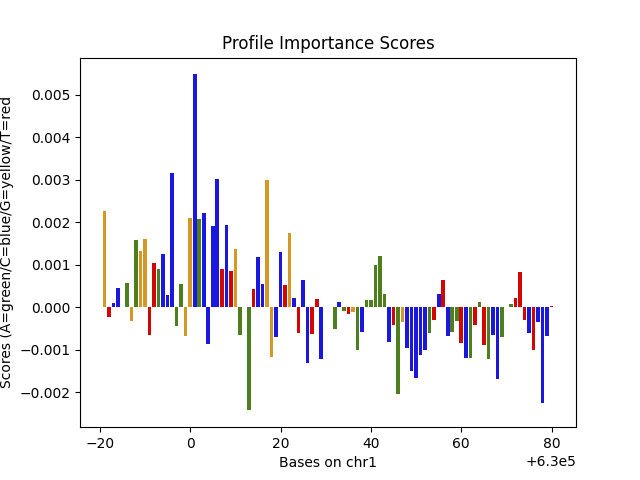 Profile Importance Scores
Scores (A=green/C=blue/G=yellow/T=red
0.005
0.004
0.003
0.002
0.001
0.000
−0.001
−0.002
−20 0 20 40 60 80
Bases on chr1
+6.3e5